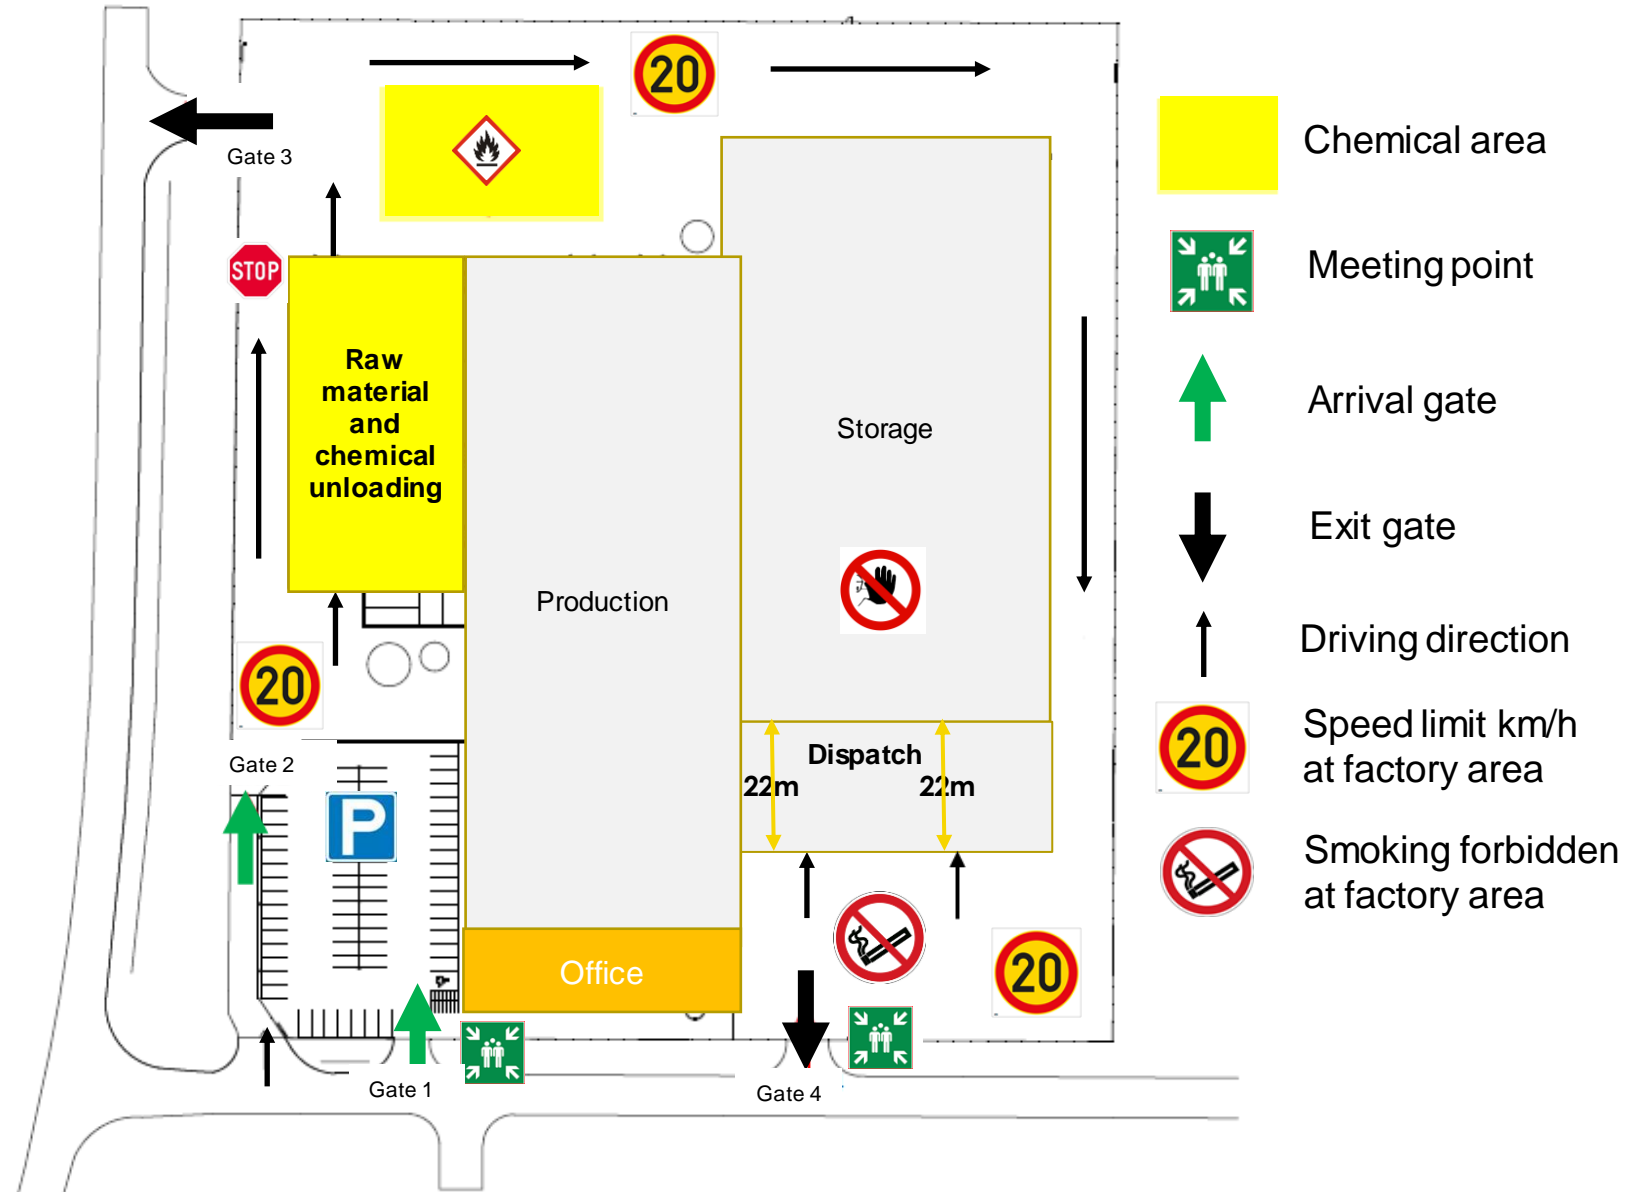 20
Gate 3
STOP
Raw
material
and
chemical
unloading
Storage
Production
20
Gate 2
P
Dispatch
22m
22m
Office
20
Gate 1
Gate 4
Chemical area
Meeting point
Arrival gate
Exit gate
Driving direction
20
Speed limit km/h
at factory area
Smoking forbidden
at factory area